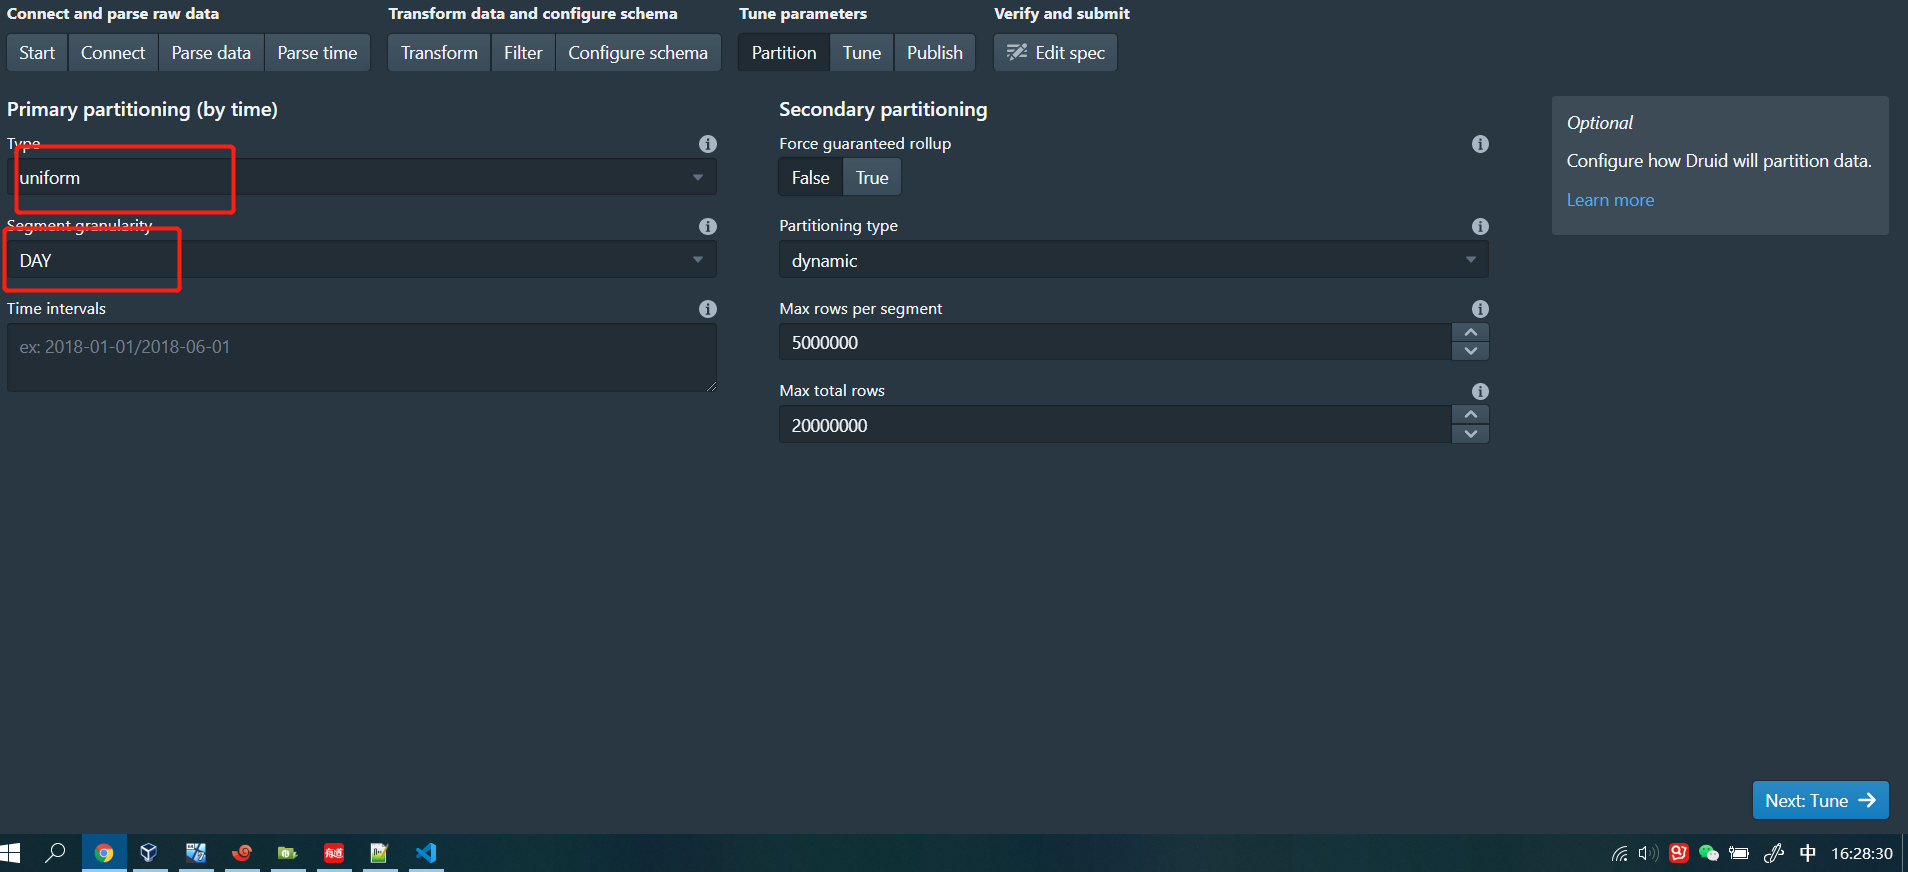 Connect and parse raw data
Transform data and configure schema
Tune parameters
Verify and submit
Start
Connect
Parse data
Parse time
Transform
Filter
Configure schema
Partition
Tune
Publish
Edit spec
Primary partitioning (by time)
Type
uniform
Segment granularity
DAY
Time intervals
ex: 2018-01-01/2018-06-01
Secondary partitioning
Force guaranteed rollup
False
True
Partitioning type
dynamic
Max rows per segment
5000000
Max total rows
20000000
Optional
Configure how Druid will partition data.
Learn more
Next: Tune
有道
中
16:28:30